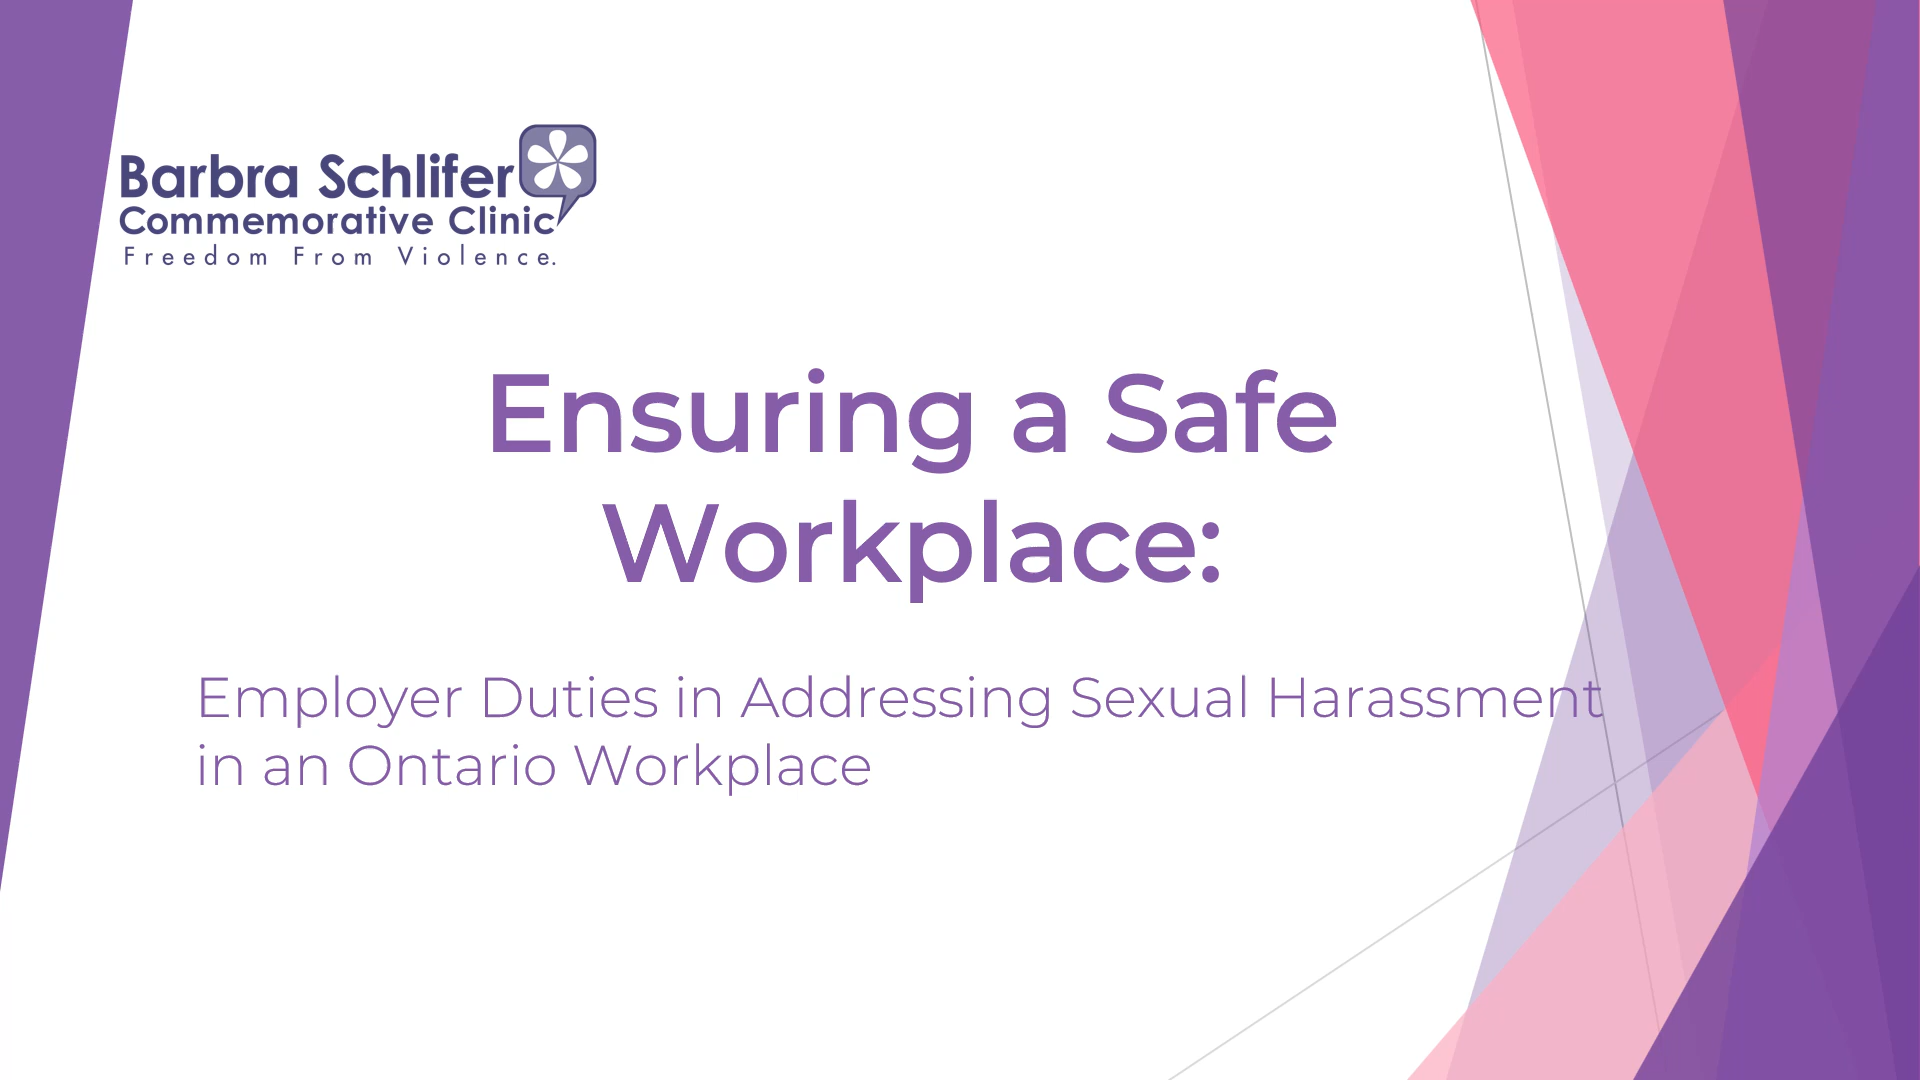 Barbra Schlifer
Commemorative Clinic
Freedom From Violence.
Ensuring a Safe
Workplace:
Employer Duties in Addressing Sexual Harassment
in an Ontario Workplace